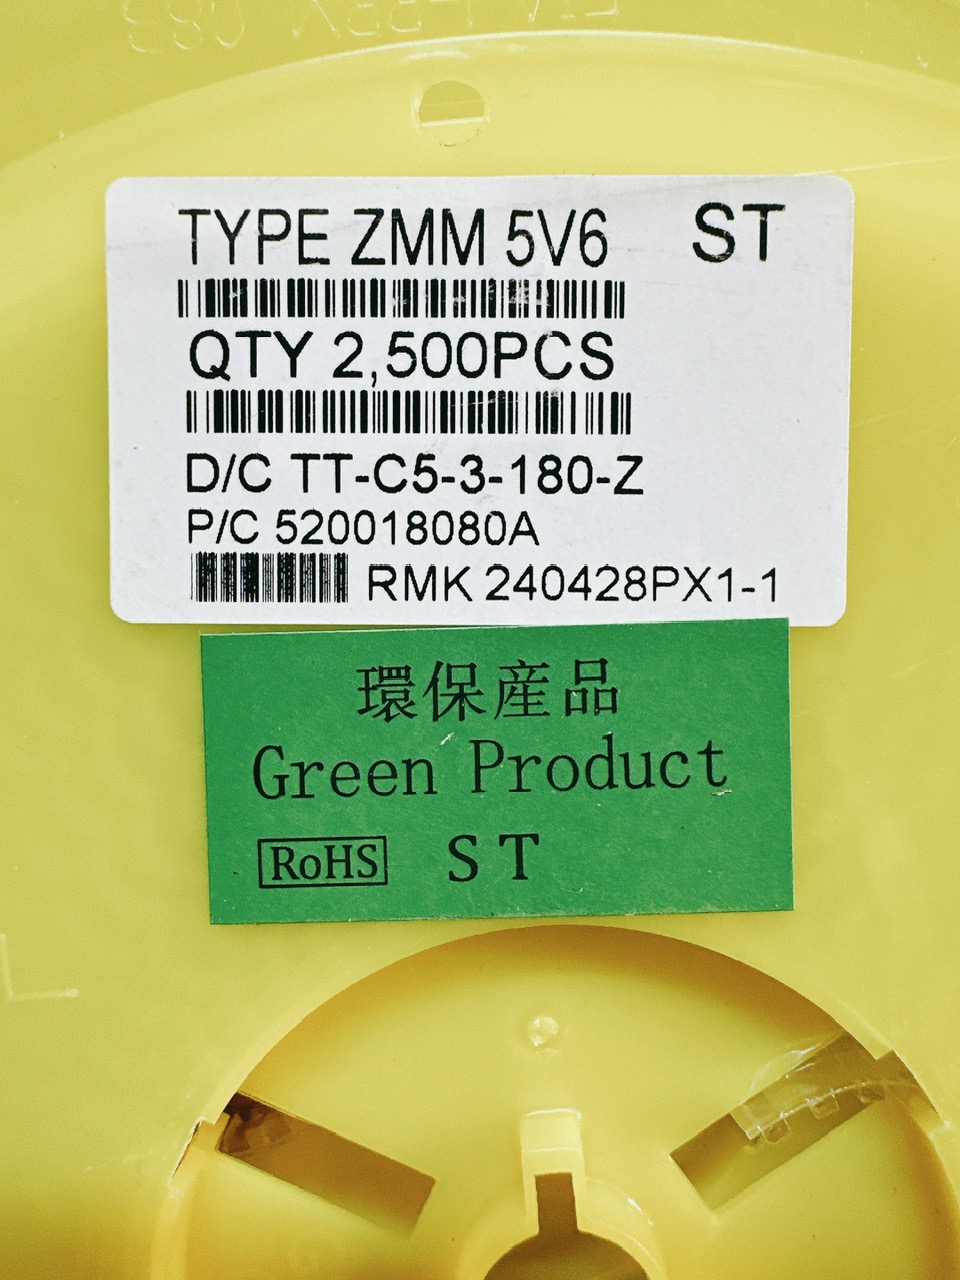 TYPE ZMM 5V6 ST
QTY 2,500PCS
D/C TT-C5-3-180-Z
P/C 520018080A
RMK 240428PX1-1
環保産品
Green Product
RoHS ST